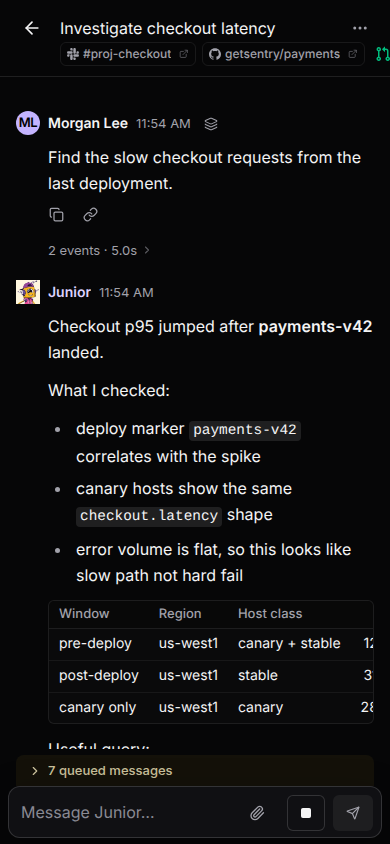 Investigate checkout latency
#proj-checkout getsentry/payments
ML Morgan Lee 11:54 AM
Find the slow checkout requests from the
last deployment.
2 events · 5.0s
Junior 11:54 AM
Checkout p95 jumped after payments-v42
landed.
What I checked:
deploy marker payments-v42
correlates with the spike
canary hosts show the same
checkout.latency shape
error volume is flat, so this looks like
slow path not hard fail
Window Region Host class
pre-deploy us-west1 canary + stable
post-deploy us-west1 stable
canary only us-west1 canary
Useful query:
7 queued messages
Message Junior...